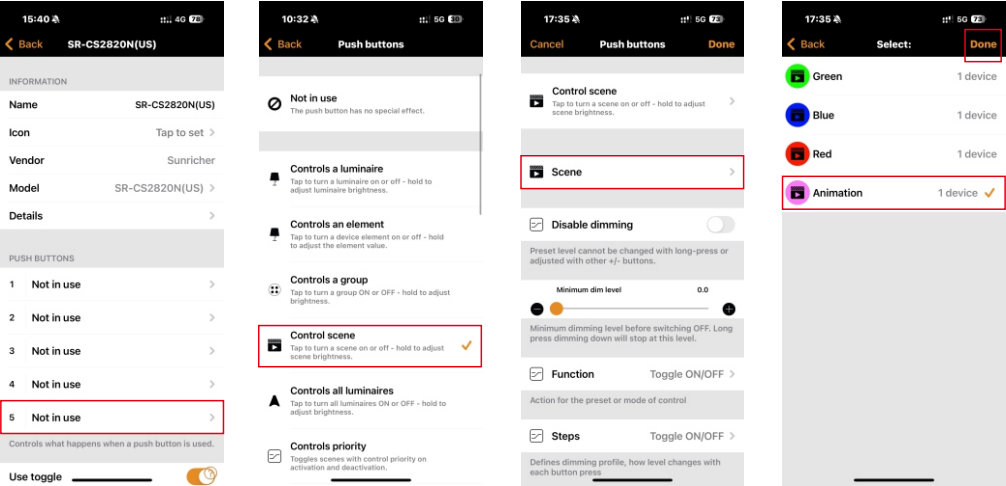 15:40
4G 78
Back SR-CS2820N(US)
INFORMATION
Name SR-CS2820N(US)
Icon Tap to set
Vendor Sunricher
Model SR-CS2820N(US)
Details
PUSH BUTTONS
1 Not in use
2 Not in use
3 Not in use
4 Not in use
5 Not in use
Controls what happens when a push button is used.
Use toggle
10:32
5G
Back Push buttons
Not in use
The push button has no special effect.
Controls a luminaire
Tap to turn a luminaire on or off - hold to
adjust luminaire brightness.
Controls an element
Tap to turn a device element on or off - hold
to adjust the element value.
Controls a group
Tap to turn a group ON or OFF - hold to adjust
brightness.
Control scene
Tap to turn a scene on or off - hold to adjust
scene brightness.
Controls all luminaires
Tap to turn all luminaires ON or OFF - hold to
adjust brightness.
Controls priority
Toggles scenes with control priority on
activation and deactivation.
17:35
5G 73
Cancel Push buttons Done
Control scene
Tap to turn a scene on or off - hold to adjust
scene brightness.
Scene
Disable dimming
Preset level cannot be changed with long-press or
adjusted with other +/- buttons.
Minimum dim level 0.0
Minimum dimming level before switching OFF. Long
press dimming down will stop at this level.
Function Toggle ON/OFF
Action for the preset or mode of control
Steps Toggle ON/OFF
Defines dimming profile, how level changes with
each button press
17:35
5G 73
Back Select: Done
Green 1 device
Blue 1 device
Red 1 device
Animation 1 device